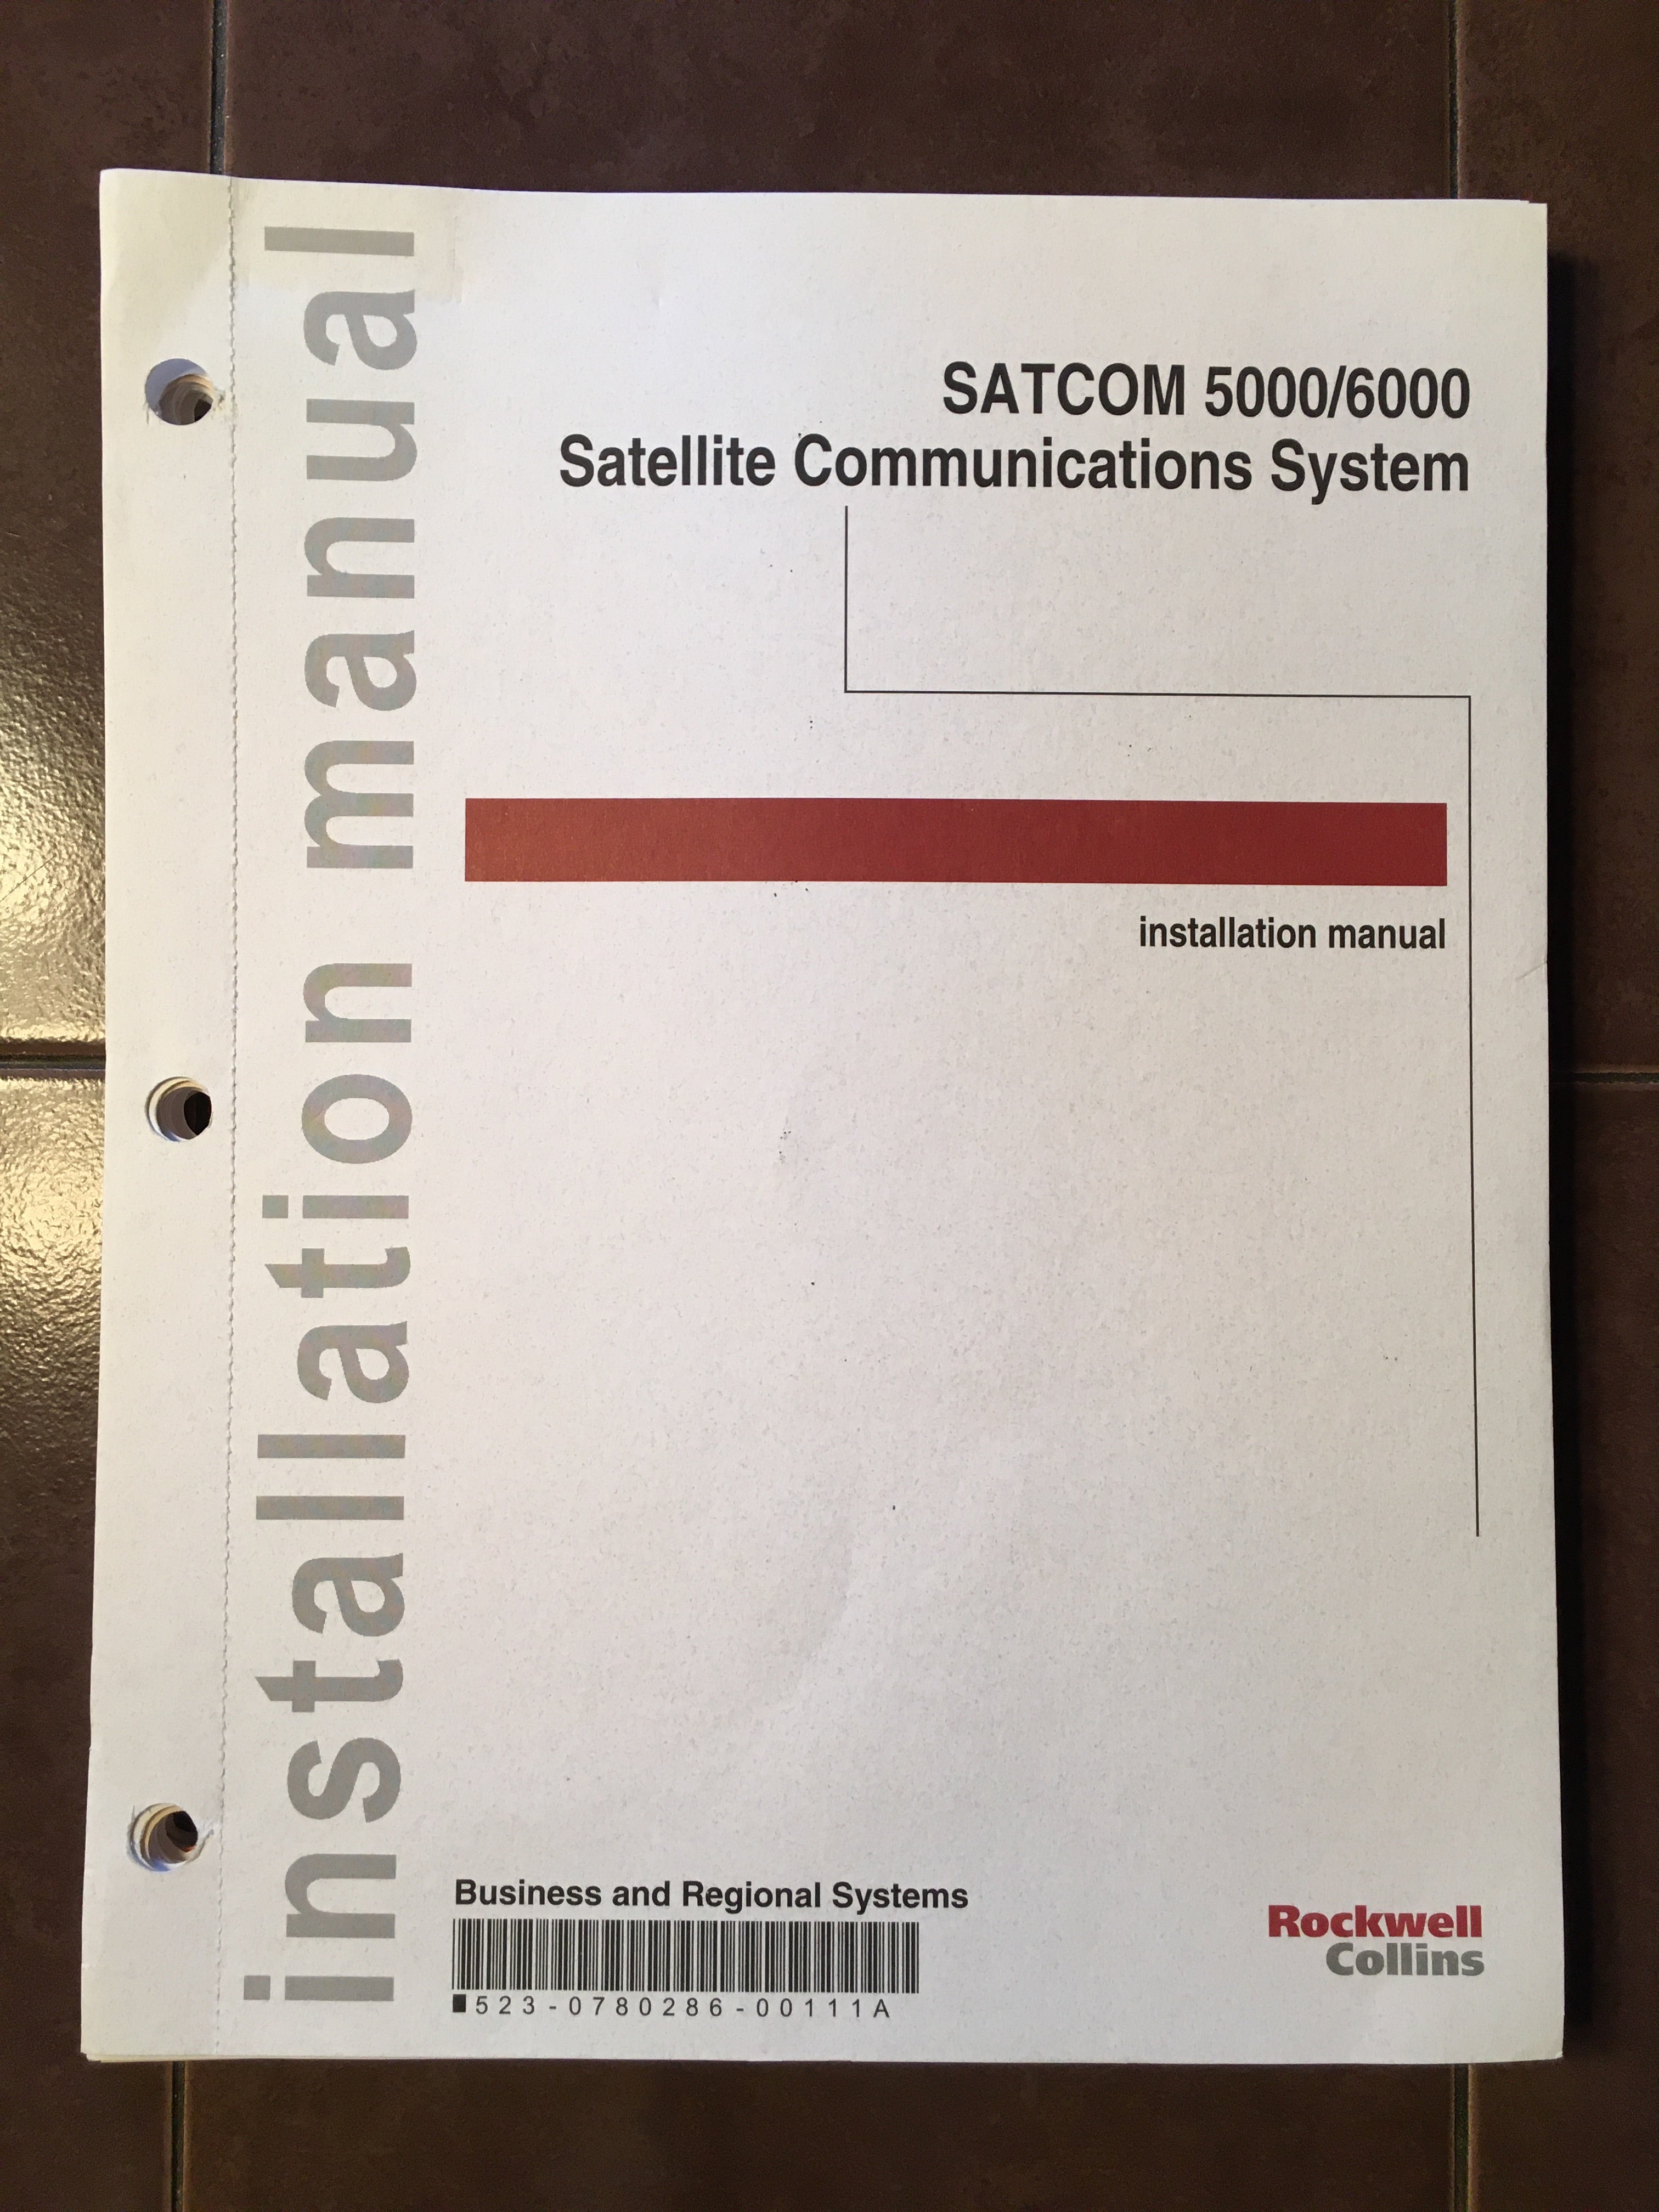 installation manual
SATCOM 5000/6000
Satellite Communications System
installation manual
Business and Regional Systems
523-0780286-00111A
Rockwell
Collins